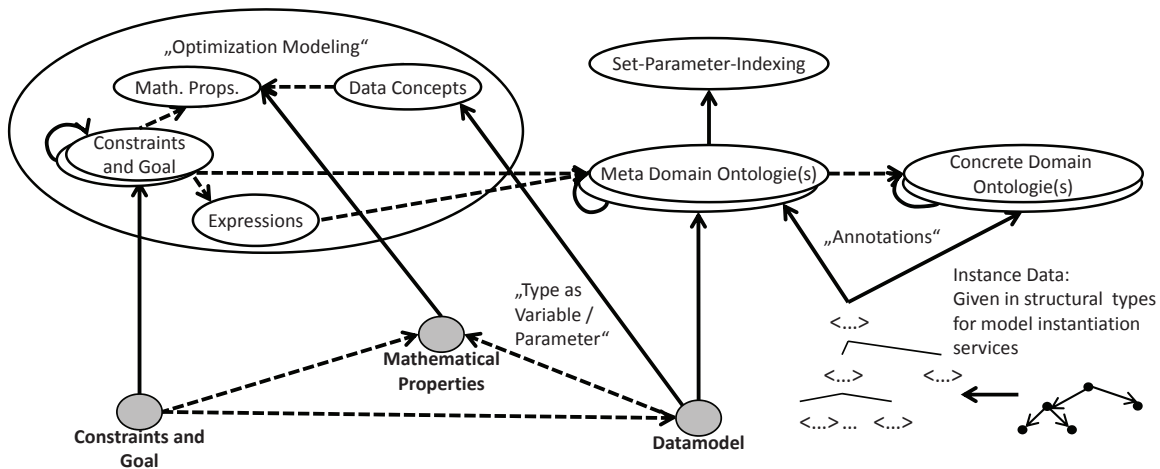 „Optimization Modeling“
Math. Props.
Data Concepts
Constraints
and Goal
Expressions
Set-Parameter-Indexing
Meta Domain Ontologie(s)
Concrete Domain
Ontologie(s)
„Annotations“
„Type as
Variable /
Parameter“
Instance Data:
Given in structural types
for model instantiation
services
<...>
<...>
<...>
<...>
...
<...>
Mathematical
Properties
Constraints and
Goal
Datamodel